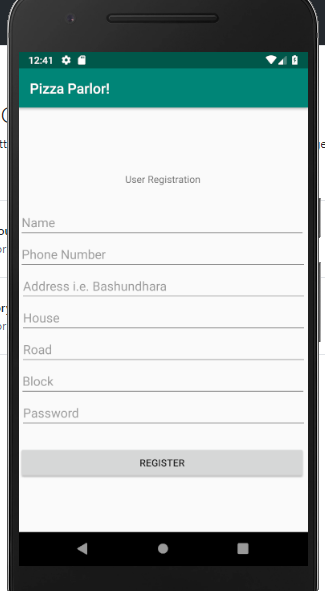 12:41
Pizza Parlor!
User Registration
Name
Phone Number
Address i.e. Bashundhara
House
Road
Block
Password
REGISTER